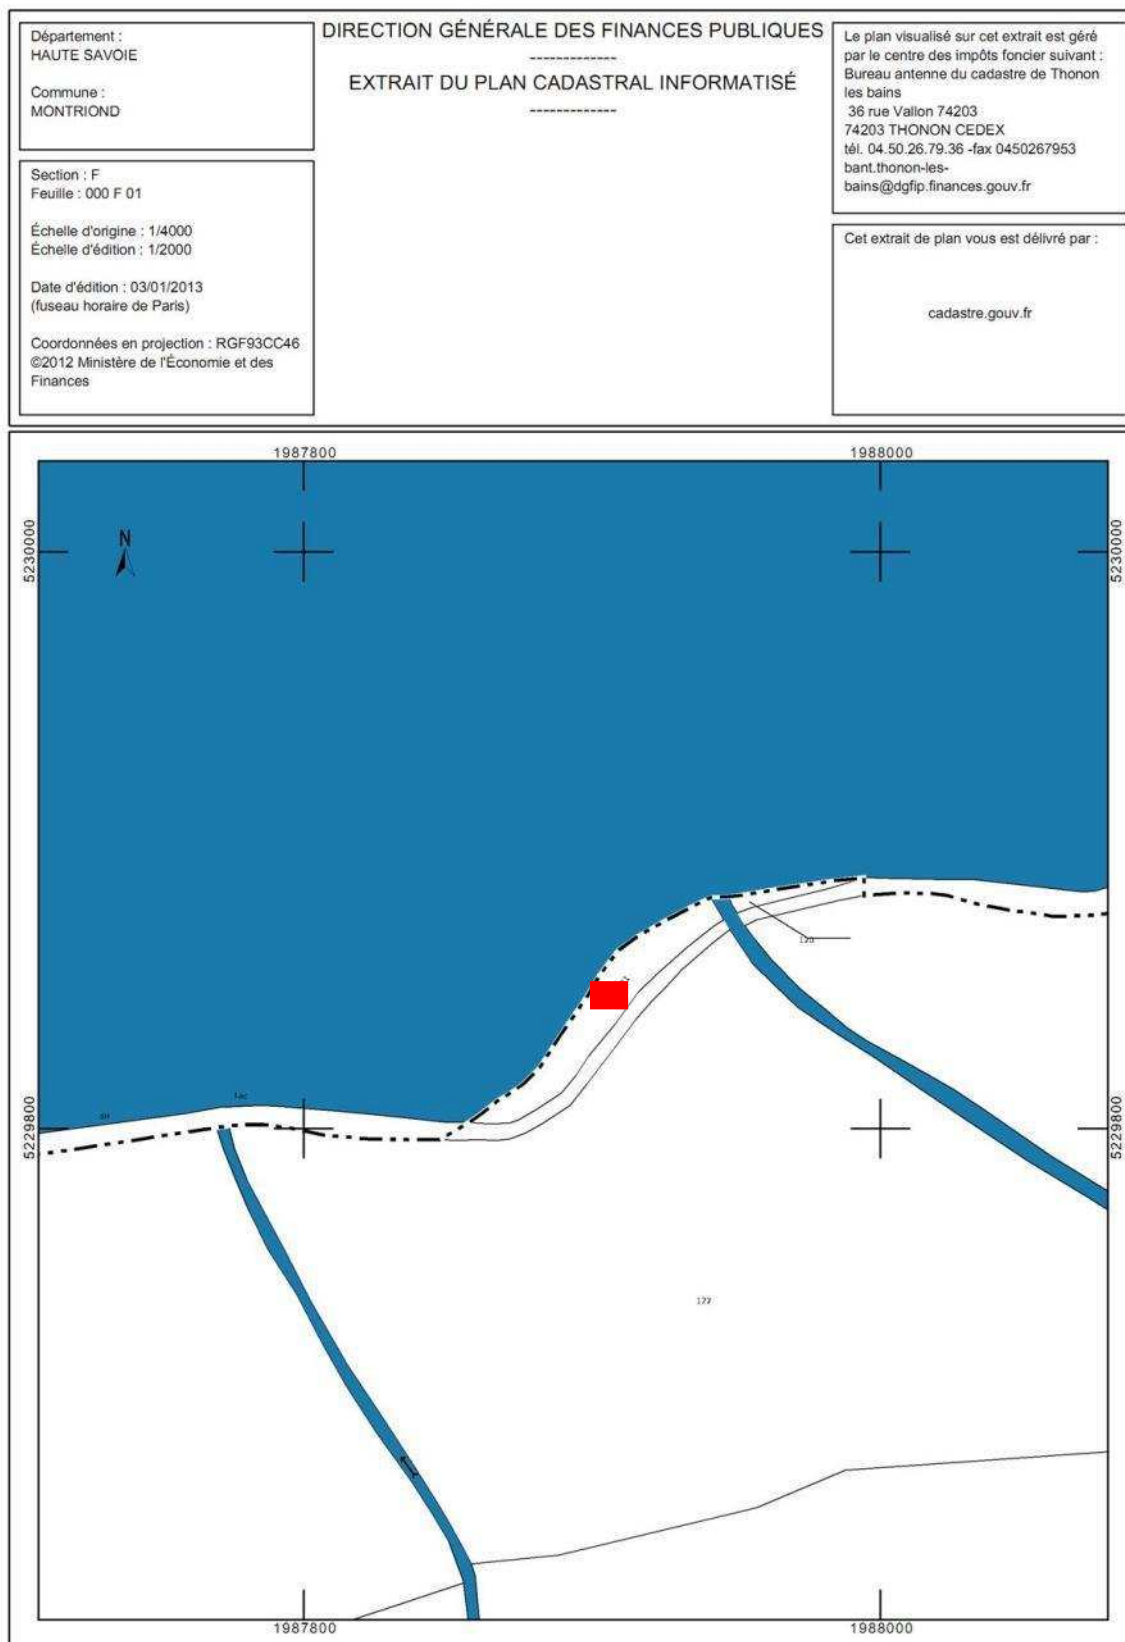 Département :
HAUTE SAVOIE
Commune :
MONTRIOND
Section : F
Feuille : 000 F 01
Échelle d'origine : 1/4000
Échelle d'édition : 1/2000
Date d'édition : 03/01/2013
(fuseau horaire de Paris)
Coordonnées en projection : RGF93CC46
©2012 Ministère de l'Économie et des
Finances
DIRECTION GÉNÉRALE DES FINANCES PUBLIQUES
-------------
EXTRAIT DU PLAN CADASTRAL INFORMATISÉ
-------------
Le plan visualisé sur cet extrait est géré
par le centre des impôts foncier suivant :
Bureau antenne du cadastre de Thonon
les bains
36 rue Vallon 74203
74203 THONON CEDEX
tél. 04.50.26.79.36 -fax 0450267953
bant.thonon-les-
bains@dgfip.finances.gouv.fr
Cet extrait de plan vous est délivré par :
cadastre.gouv.fr
1987800
1988000
5230000
5230000
N
lac
5229800
5229800
177
1987800
1988000